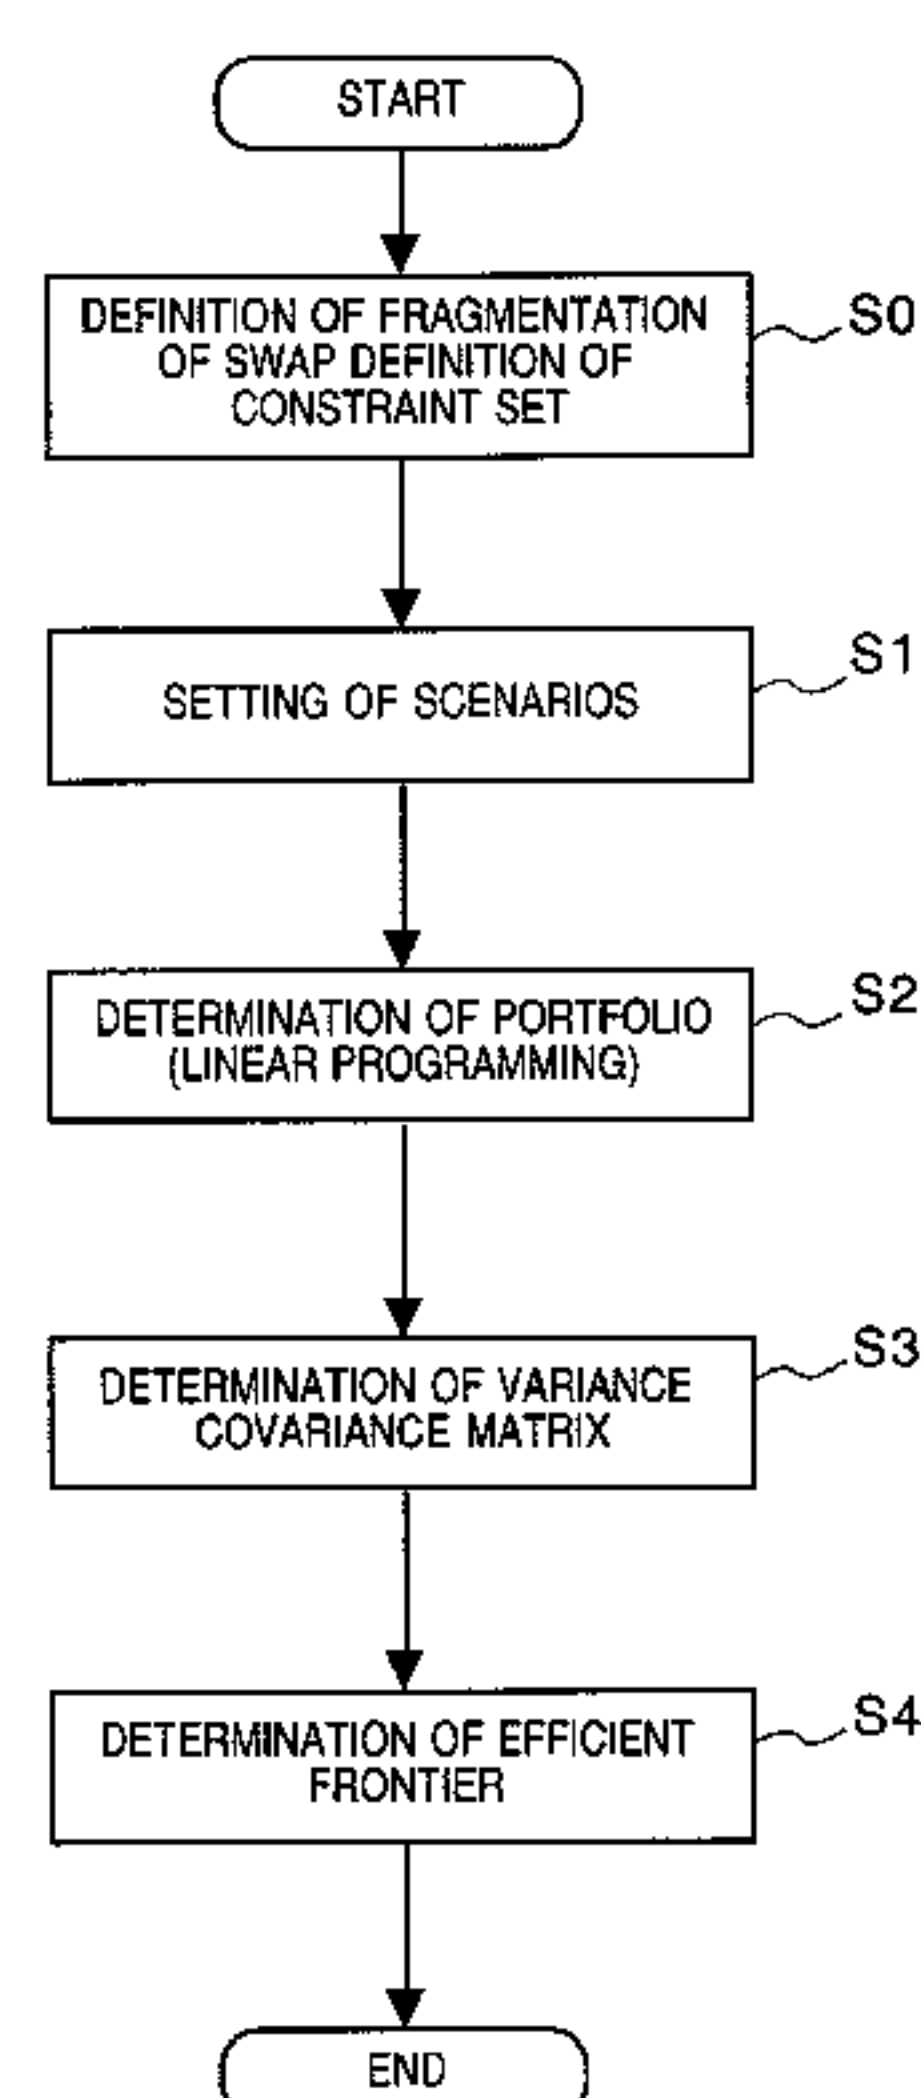 START
DEFINITION OF FRAGMENTATION
OF SWAP DEFINITION OF
CONSTRAINT SET
S0
SETTING OF SCENARIOS
S1
DETERMINATION OF PORTFOLIO
(LINEAR PROGRAMMING)
S2
DETERMINATION OF VARIANCE
COVARIANCE MATRIX
S3
DETERMINATION OF EFFICIENT
FRONTIER
S4
END